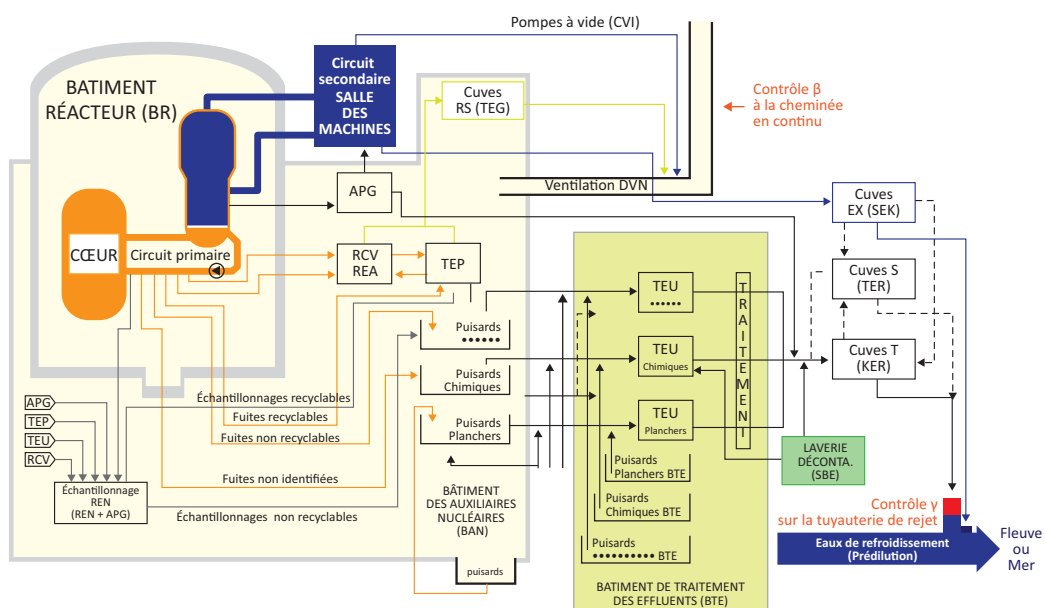 Pompes à vide (CVI)
BATIMENT
RÉACTEUR (BR)
Circuit
secondaire
SALLE
DES
MACHINES
Cuves
RS (TEG)
Contrôle β
à la cheminée
en continu
Ventilation DVN
APG
Cuves
EX (SEK)
CŒUR
Circuit primaire
RCV
REA
TEP
TEU
••••••
TRAITEMENT
Cuves S
(TER)
Puisards
••••••
TEU
Chimiques
Cuves T
(KER)
Puisards
Chimiques
Échantillonnages recyclables
Fuites recyclables
Fuites non recyclables
Puisards
Planchers
TEU
Planchers
APG
TEP
TEU
RCV
Fuites non identifiées
Échantillonnage
REN
(REN + APG)
Échantillonnages non recyclables
BÂTIMENT
DES AUXILIAIRES
NUCLÉAIRES
(BAN)
puisards
Puisards
Planchers BTE
Puisards
Chimiques BTE
Puisards
•••••••••• BTE
LAVERIE
DÉCONTA.
(SBE)
Contrôle γ
sur la tuyauterie de rejet
Eaux de refroidissement
(Prédilution)
Fleuve
ou
Mer
BATIMENT DE TRAITEMENT
DES EFFLUENTS (BTE)